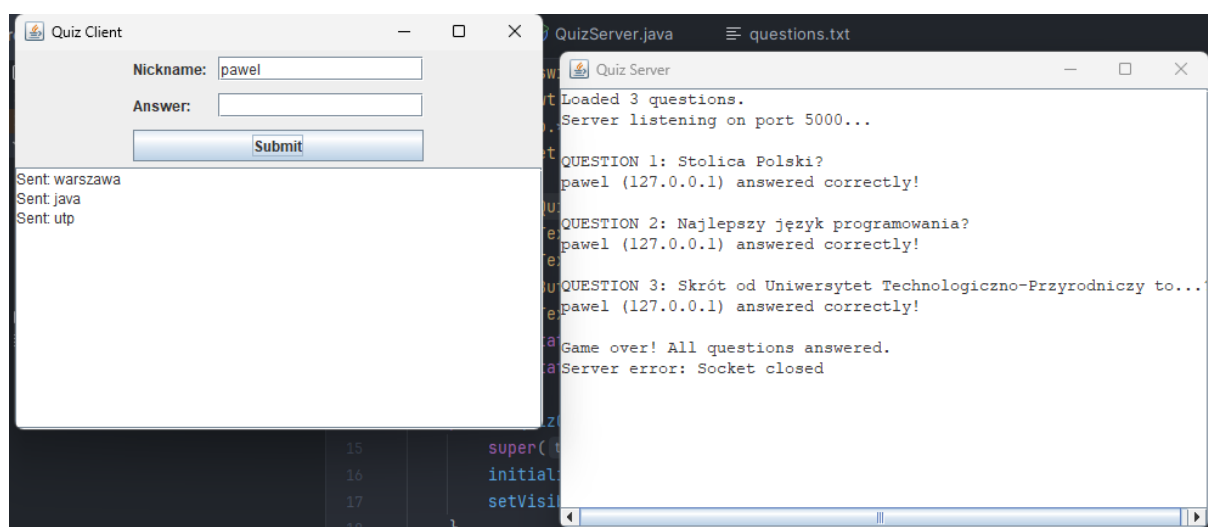 Quiz Client
Nickname: pawel
Answer:
Submit
Sent: warszawa
Sent: java
Sent: utp
QuizServer.java questions.txt
Quiz Server
Loaded 3 questions.
Server listening on port 5000...
QUESTION 1: Stolica Polski?
pawel (127.0.0.1) answered correctly!
QUESTION 2: Najlepszy język programowania?
pawel (127.0.0.1) answered correctly!
QUESTION 3: Skrót od Uniwersytet Technologiczno-Przyrodniczy to...
pawel (127.0.0.1) answered correctly!
Game over! All questions answered.
Server error: Socket closed
15 super(
16 initial
17 setVisi